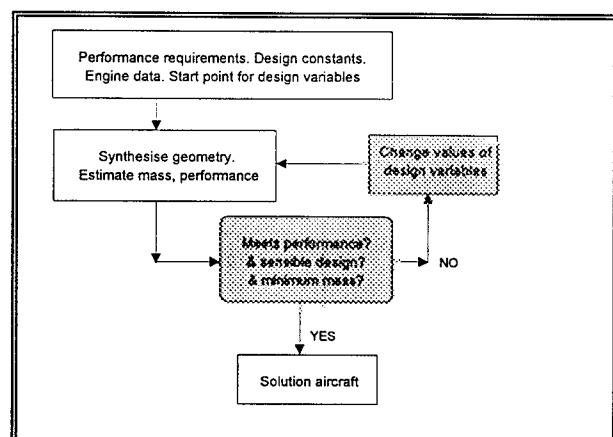 Performance requirements. Design constants.
Engine data. Start point for design variables
Synthesise geometry.
Estimate mass, performance
Change values of
design variables
Meets performance?
& sensible design?
& minimum mass?
NO
YES
Solution aircraft